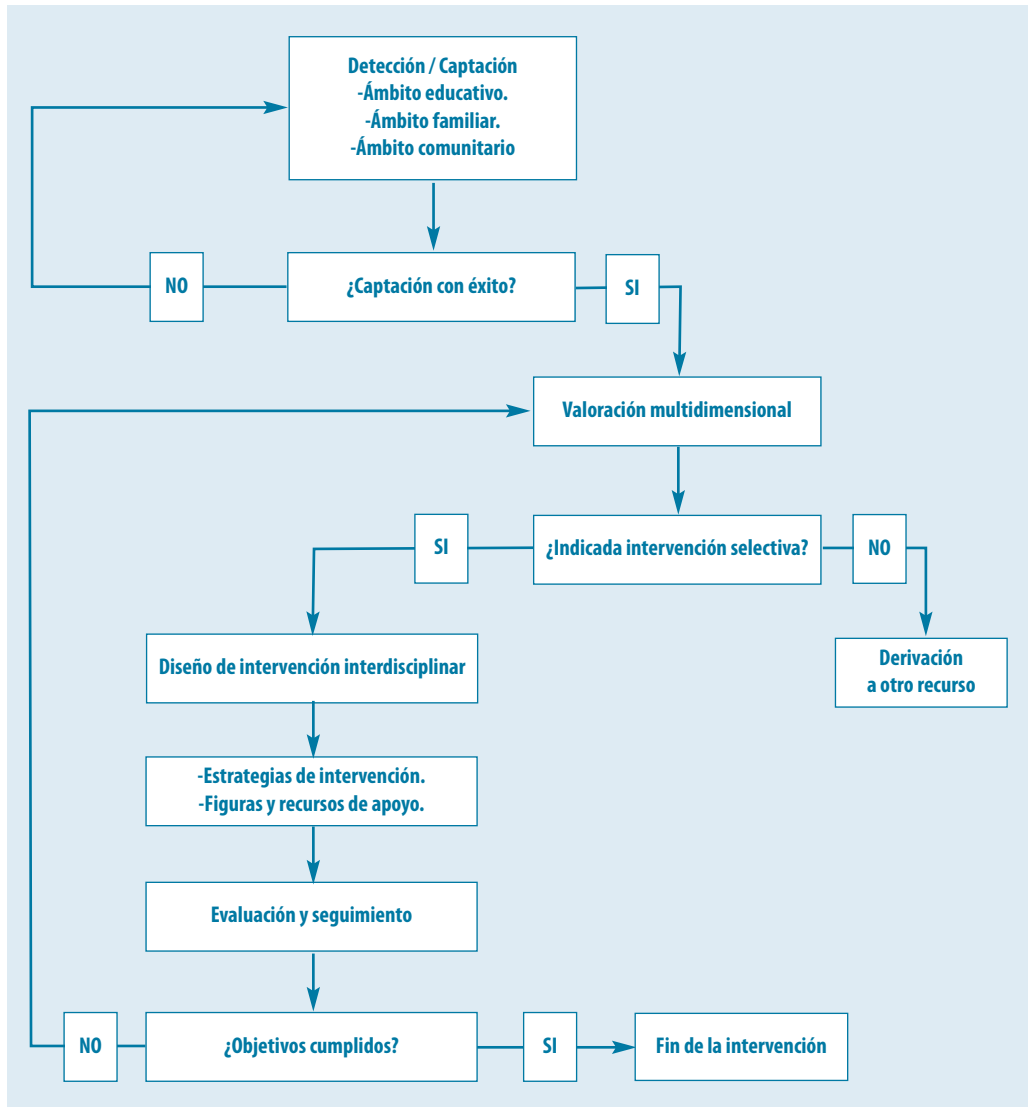 Detección / Captación
-Ámbito educativo.
-Ámbito familiar.
-Ámbito comunitario
NO
¿Captación con éxito?
SI
Valoración multidimensional
SI
¿Indicada intervención selectiva?
NO
Diseño de intervención interdisciplinar
Derivación
a otro recurso
-Estrategias de intervención.
-Figuras y recursos de apoyo.
Evaluación y seguimiento
NO
¿Objetivos cumplidos?
SI
Fin de la intervención